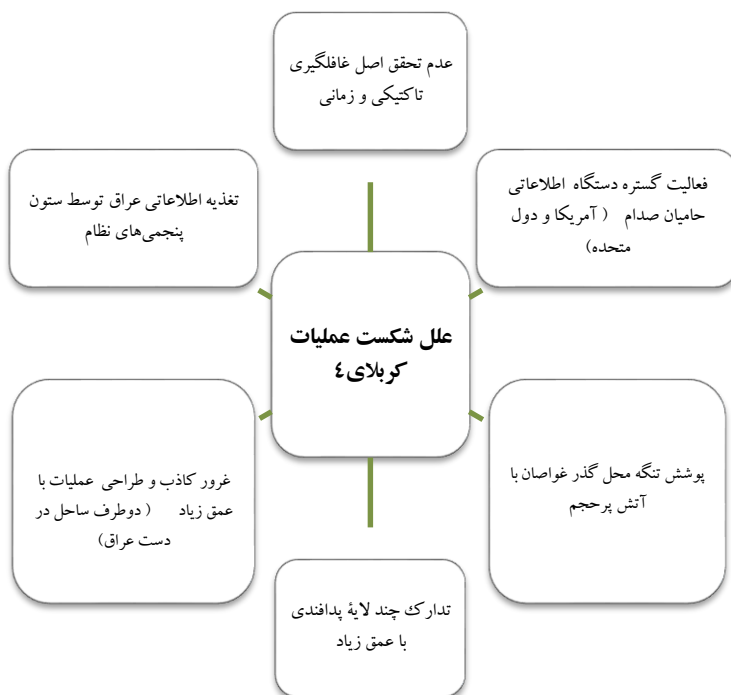 عدم تحقق اصل غافلگیری
تاکتیکی و زمانی
فعالیت گستره دستگاه اطلاعاتی
حامیان صدام ( آمریکا و دول
متحده)
تغذیه اطلاعاتی عراق توسط ستون
پنجمی‌های نظام
علل شکست عملیات
کربلای٤
پوشش تنگه محل گذر غواصان با
آتش پرحجم
غرور کاذب و طراحی عملیات با
عمق زیاد ( دوطرف ساحل در
دست عراق)
تدارک چند لایۀ پدافندی
با عمق زیاد